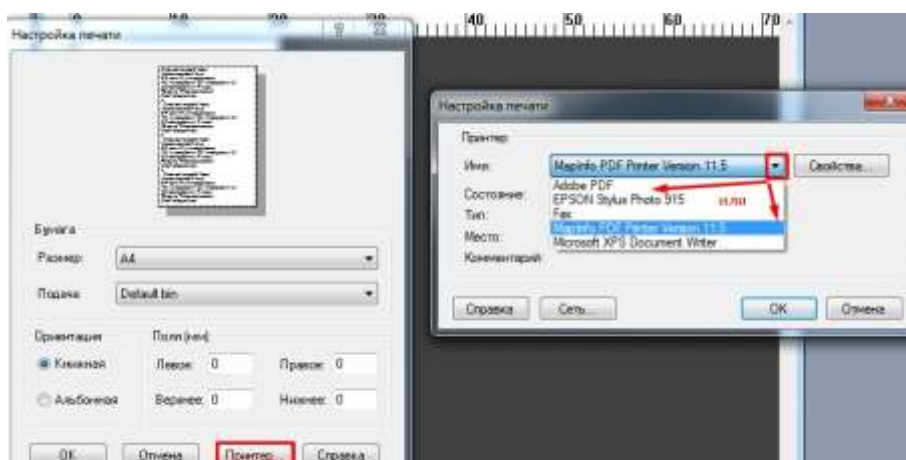 40 50 60 70
Настройка печати
Бумага
Размер: A4
Подача: Default bin
Ориентация
Книжная
Альбомная
Поля (мм)
Левое: 0
Правое: 0
Верхнее: 0
Нижнее: 0
OK
Отмена
Принтер...
Справка
Настройка печати
Принтер
Имя: MapInfo PDF Printer Version 11.5
Свойства...
Состояние:
Тип:
Место:
Комментарий:
Adobe PDF
EPSON Stylus Photo 915
или
Fax
MapInfo PDF Printer Version 11.5
Microsoft XPS Document Writer
Справка
Сеть...
OK
Отмена